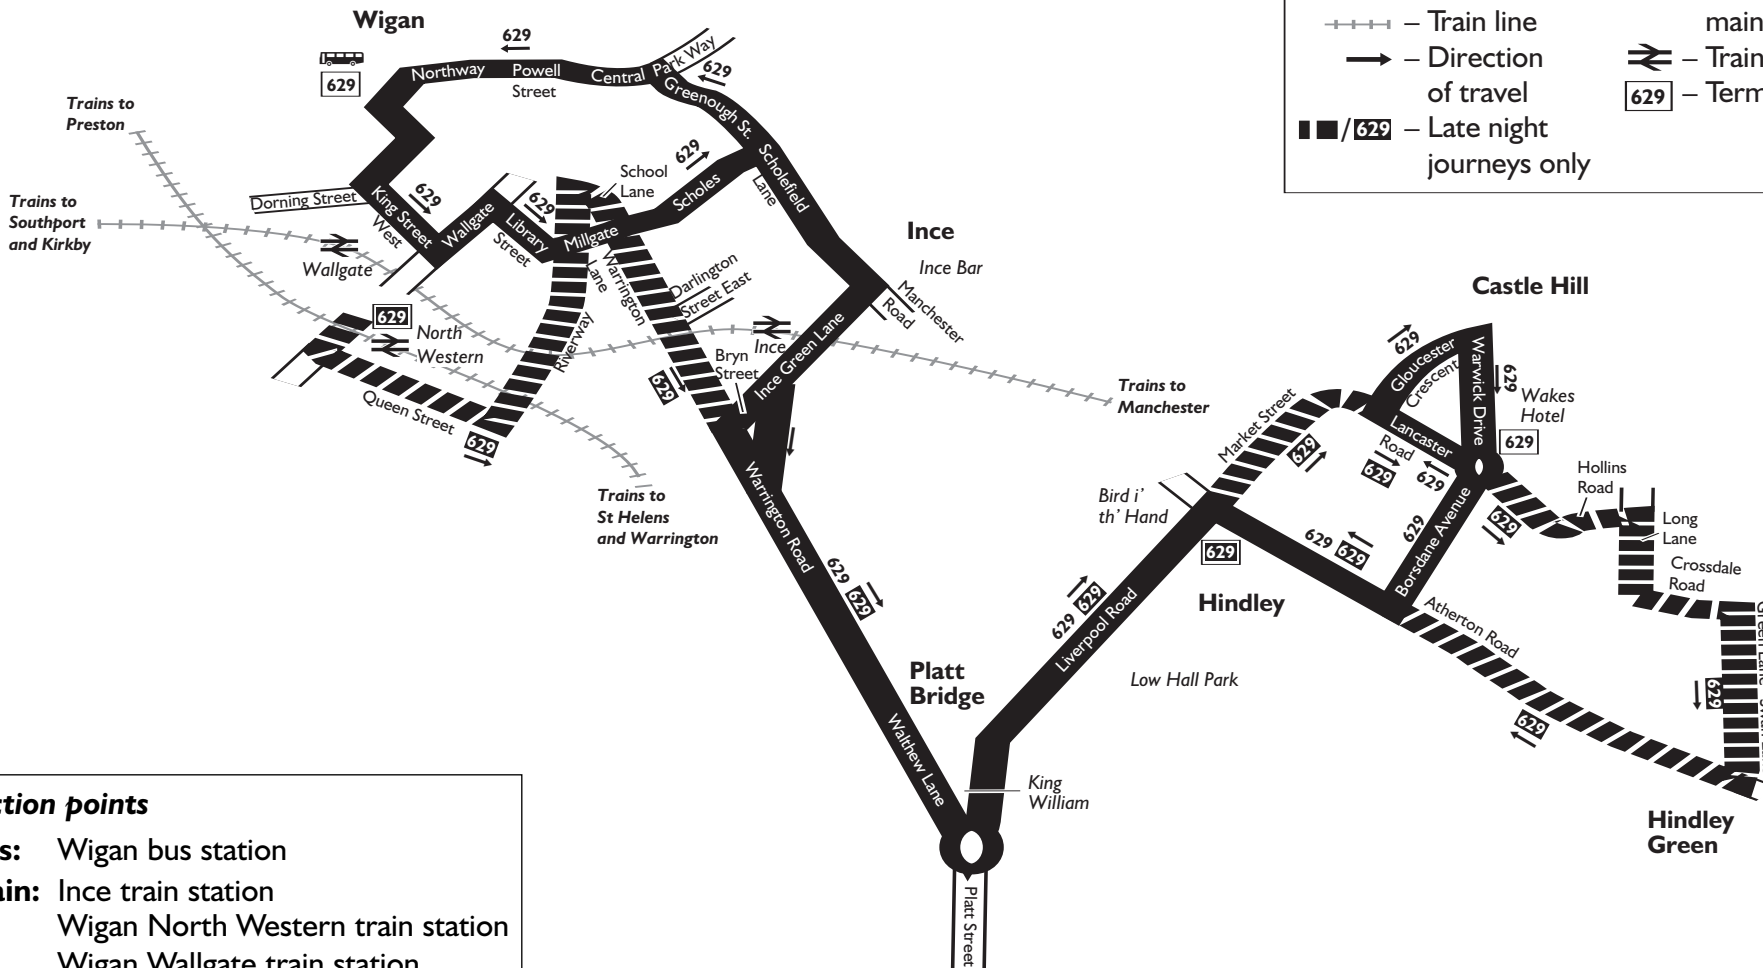 Wigan
629
629
Northway
Powell
Street
Central
Park Way
629
Greenough St.
Trains to
Preston
Trains to
Southport
and Kirkby
Dorning Street
King Street
West
629
Wallgate
Wallgate
Library
Street
629
School
Lane
Millgate
Scholes
629
Scholefield
Lane
Ince
Ince Bar
Manchester
Road
629
North
Western
Queen Street
629
Riverway
Lane
Warrington
Darlington
Street East
Bryn
Street
Ince
Ince Green Lane
629
Trains to
Manchester
Trains to
St Helens
and Warrington
Warrington Road
629
629
Walthew Lane
Platt
Bridge
King
William
Platt Street
Liverpool Road
629
629
Low Hall Park
Bird i'
th' Hand
629
Hindley
Market Street
629
Castle Hill
Gloucester
Crescent
629
Warwick Drive
629
Wakes
Hotel
629
Lancaster
Road
629
629
Borsdane Avenue
629
629
629
629
Hollins
Road
Long
Lane
Crossdale
Road
629
Atherton Road
629
Hindley
Green
– Train line
– Direction
of travel
629 – Late night
journeys only
main
– Train
629 – Term
ction points
s: Wigan bus station
ain: Ince train station
Wigan North Western train station
Wigan Wallgate train station